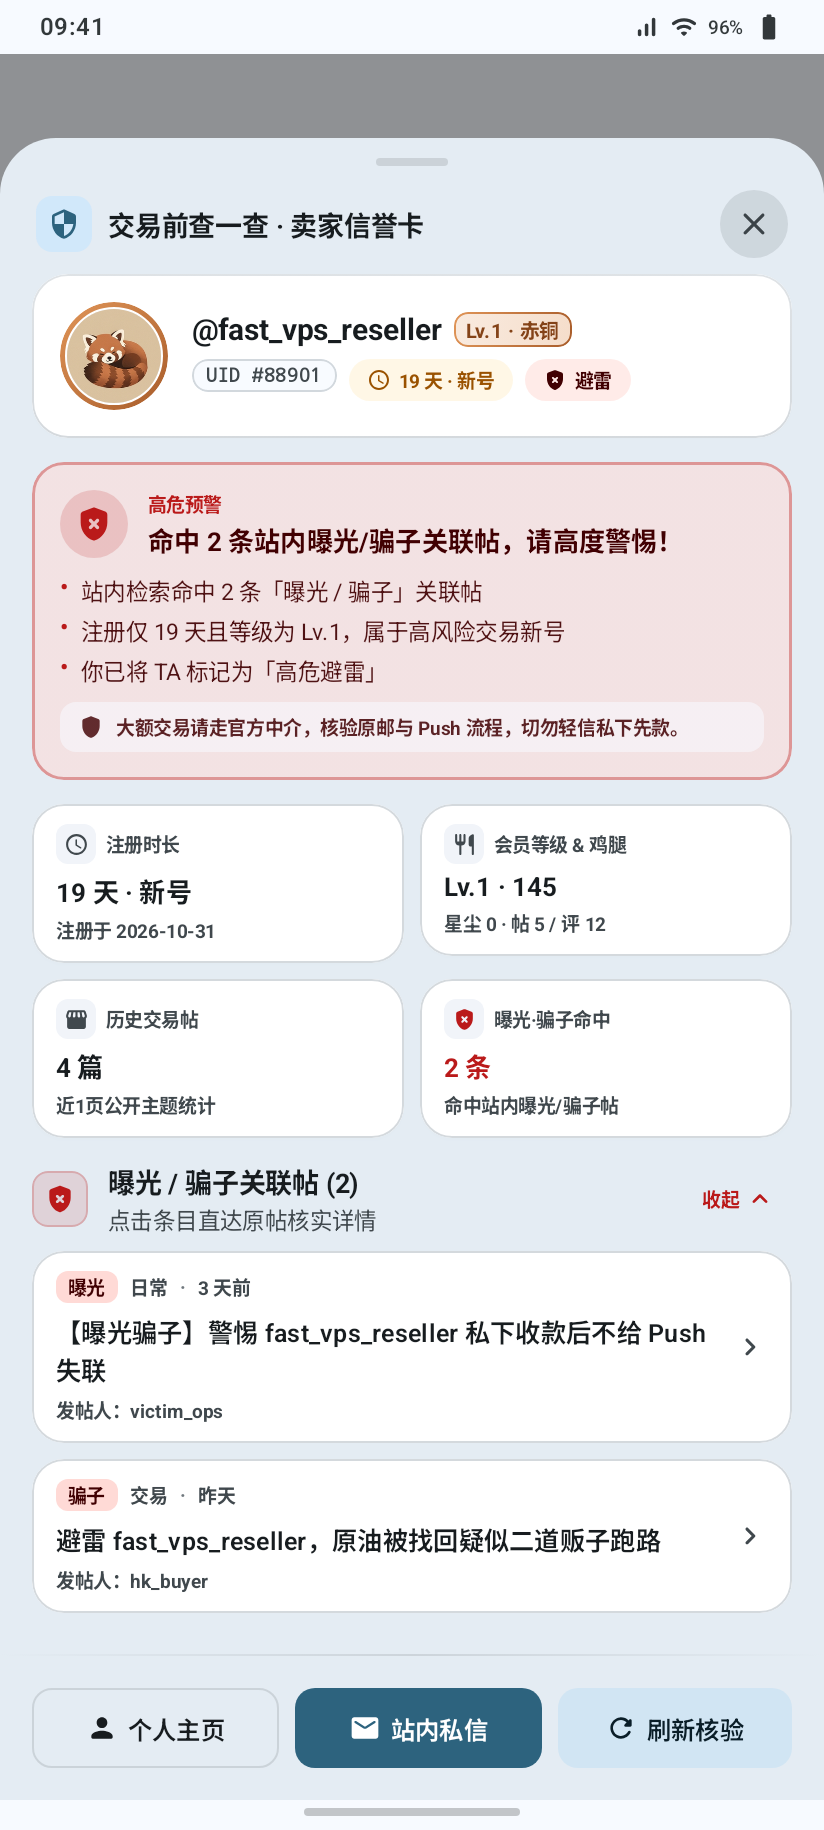 09:41
96%
交易前查一查 · 卖家信誉卡
@fast_vps_reseller
Lv.1 · 赤铜
UID #88901
19 天 · 新号
避雷
高危预警
命中 2 条站内曝光/骗子关联帖，请高度警惕！
• 站内检索命中 2 条「曝光 / 骗子」关联帖
• 注册仅 19 天且等级为 Lv.1，属于高风险交易新号
• 你已将 TA 标记为「高危避雷」
大额交易请走官方中介，核验原邮与 Push 流程，切勿轻信私下先款。
注册时长
19 天 · 新号
注册于 2026-10-31
会员等级 & 鸡腿
Lv.1 · 145
星尘 0 · 帖 5 / 评 12
历史交易帖
4 篇
近1页公开主题统计
曝光·骗子命中
2 条
命中站内曝光/骗子帖
曝光 / 骗子关联帖 (2)
点击条目直达原帖核实详情
收起
曝光 日常 · 3 天前
【曝光骗子】警惕 fast_vps_reseller 私下收款后不给 Push
失联
发帖人：victim_ops
骗子 交易 · 昨天
避雷 fast_vps_reseller，原油被找回疑似二道贩子跑路
发帖人：hk_buyer
个人主页
站内私信
刷新核验